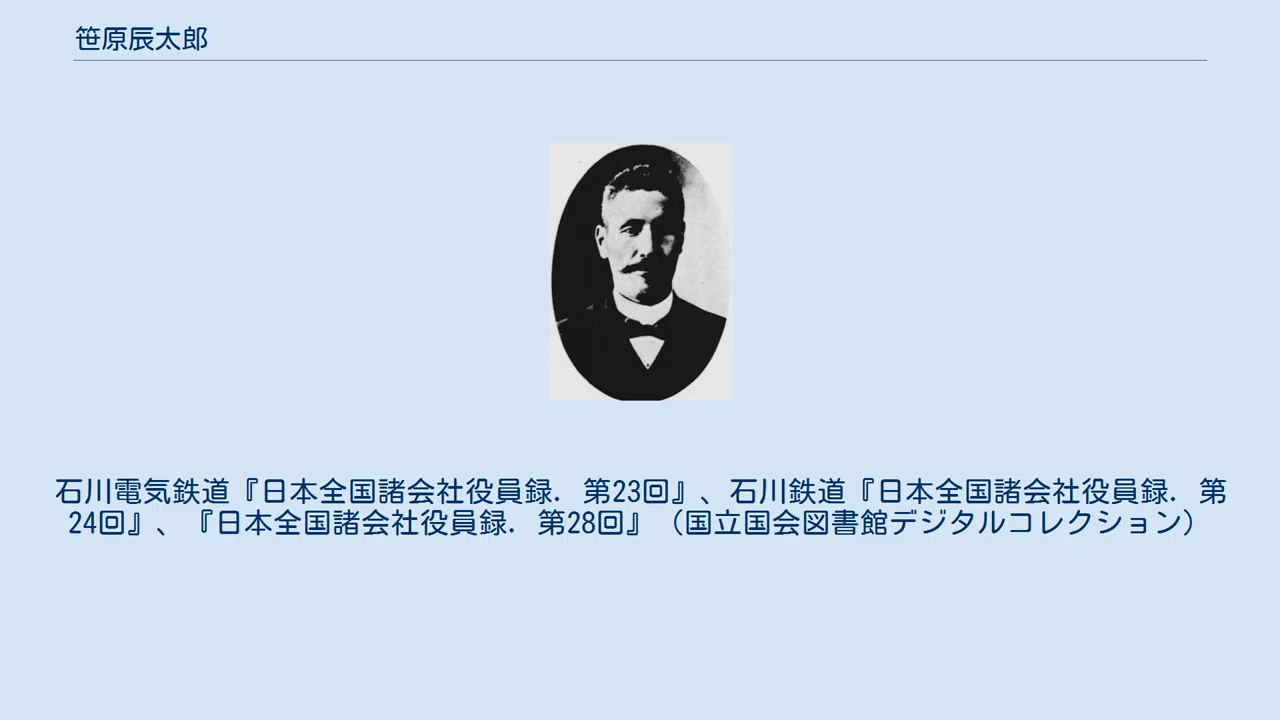 笹原辰太郎
石川電気鉄道『日本全国諸会社役員録. 第23回』、石川鉄道『日本全国諸会社役員録. 第
24回』、『日本全国諸会社役員録. 第28回』（国立国会図書館デジタルコレクション）